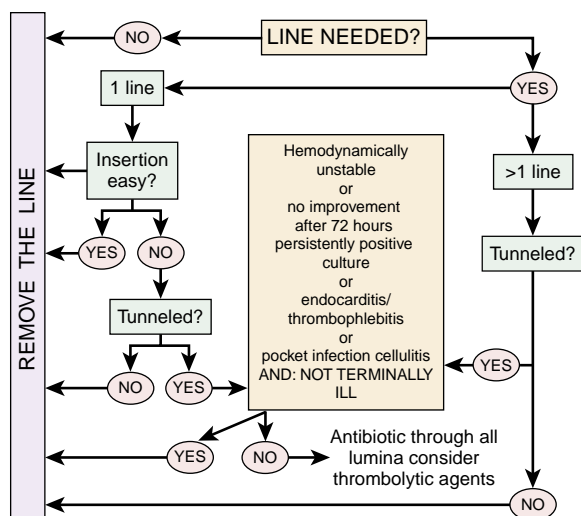 NO
LINE NEEDED?
YES
1 line
Insertion
easy?
YES
NO
Tunneled?
NO
YES
Hemodynamically
unstable
or
no improvement
after 72 hours
persistently positive
culture
or
endocarditis/
thrombophlebitis
or
pocket infection cellulitis
AND: NOT TERMINALLY
ILL
>1 line
Tunneled?
YES
YES
NO
Antibiotic through all
lumina consider
thrombolytic agents
NO
REMOVE THE LINE